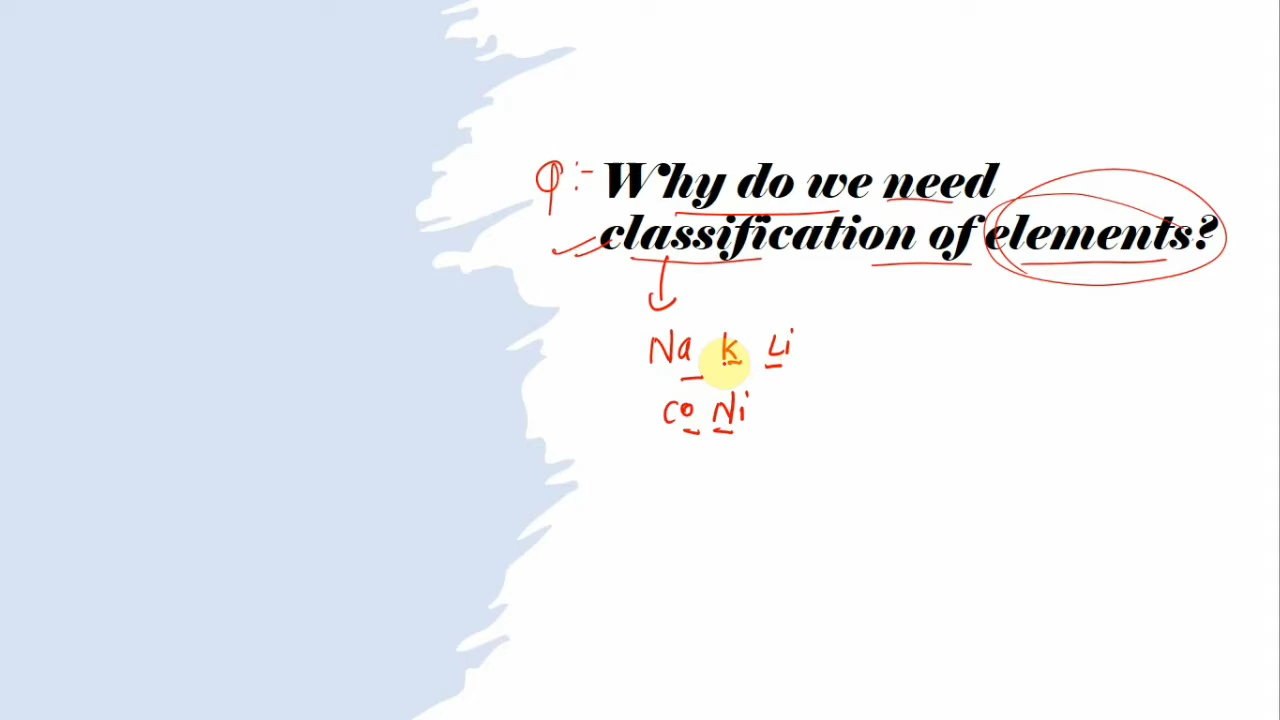 Q:- Why do we need
classification of elements?
Na K Li
Co Ni